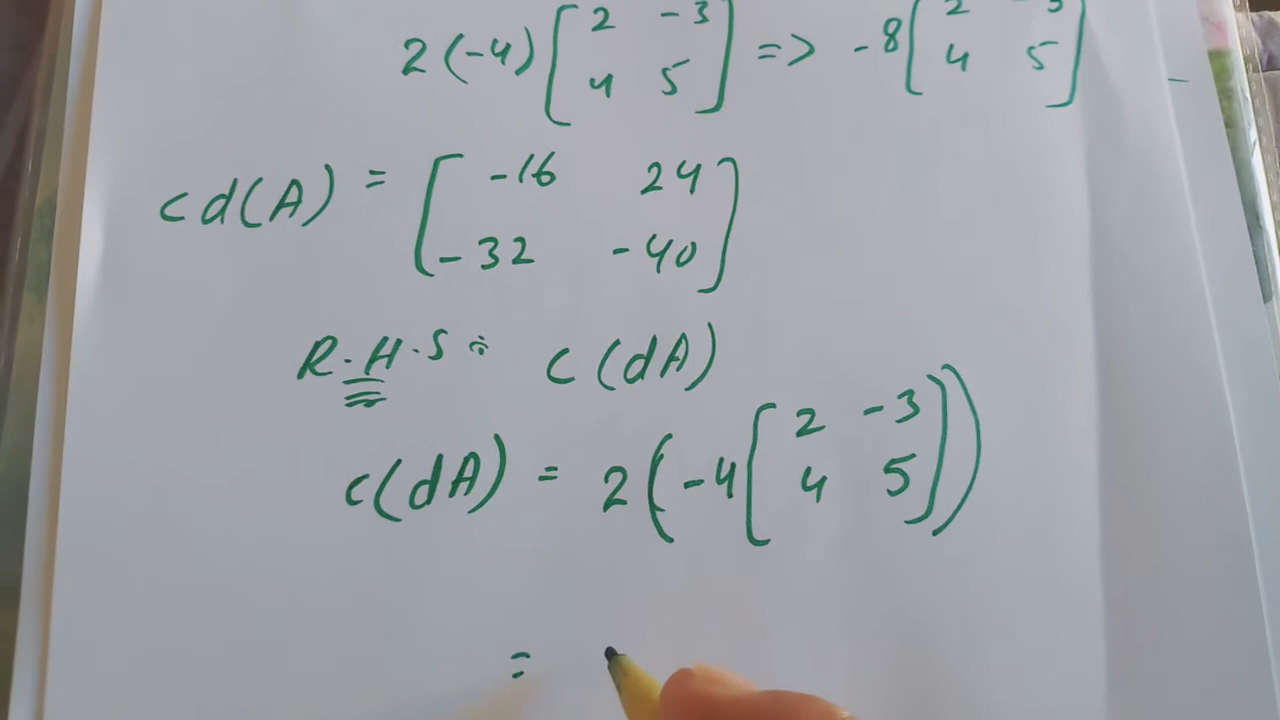 2(-4) [2 -3
4 5] => -8 [2 -3
4 5]
cd(A) = [-16 24
-32 -40]
R.H.S÷ c(dA)
c(dA) = 2(-4[2 -3
4 5])
=